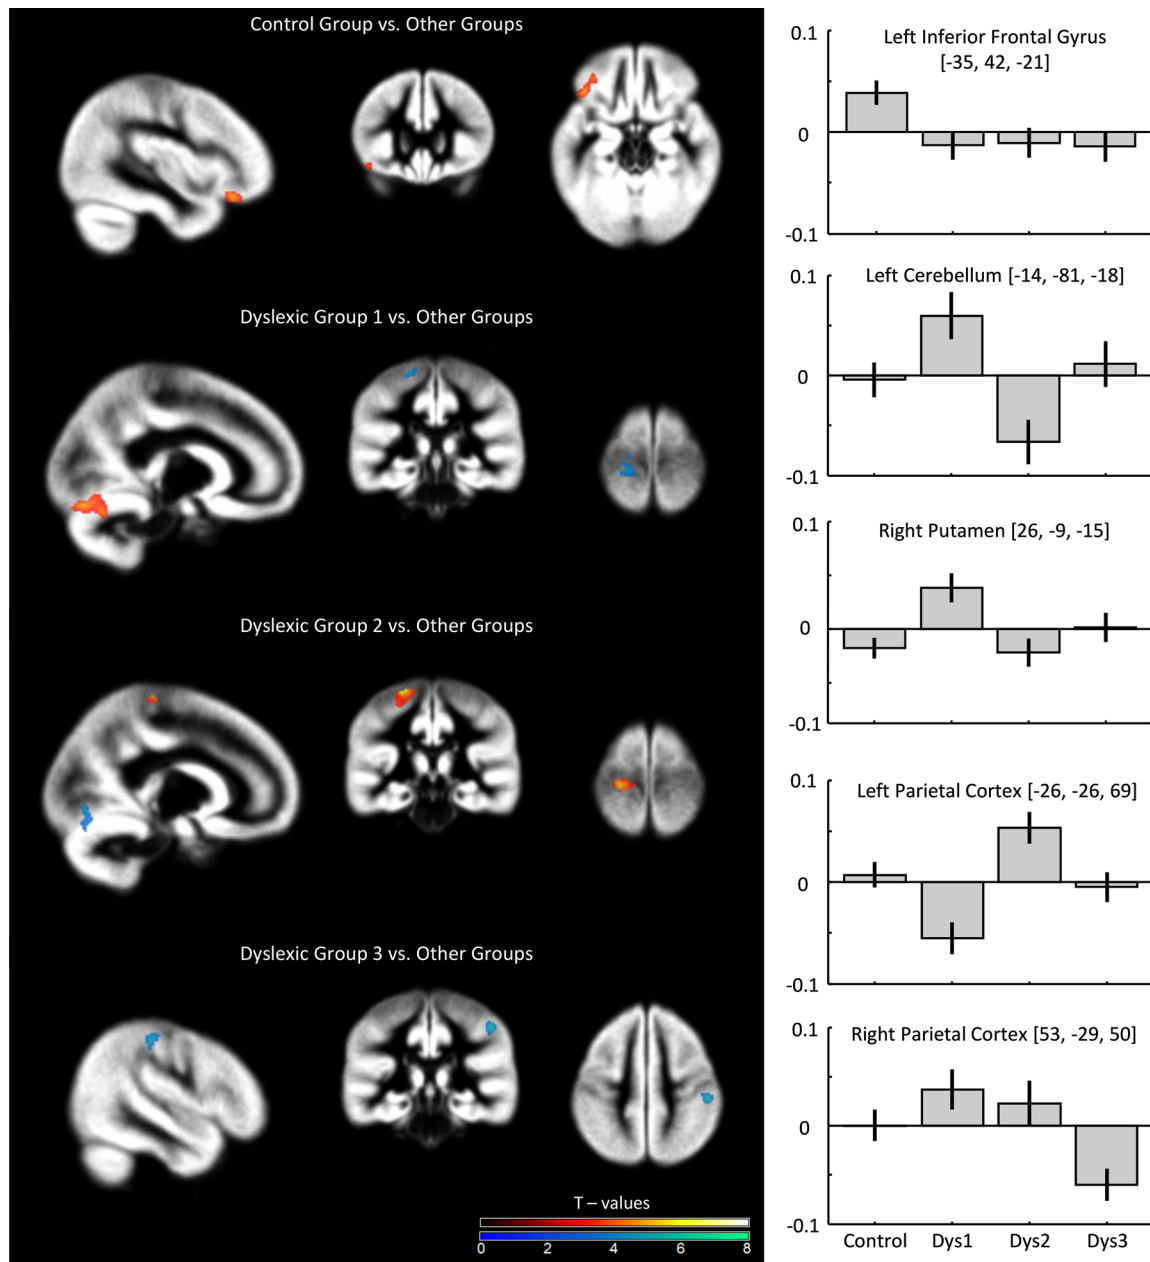 Control Group vs. Other Groups
Dyslexic Group 1 vs. Other Groups
Dyslexic Group 2 vs. Other Groups
Dyslexic Group 3 vs. Other Groups
T – values
0 2 4 6 8
0.1
Left Inferior Frontal Gyrus
[-35, 42, -21]
0
-0.1
0.1
Left Cerebellum [-14, -81, -18]
0
-0.1
0.1
Right Putamen [26, -9, -15]
0
-0.1
0.1
Left Parietal Cortex [-26, -26, 69]
0
-0.1
0.1
Right Parietal Cortex [53, -29, 50]
0
-0.1
Control Dys1 Dys2 Dys3